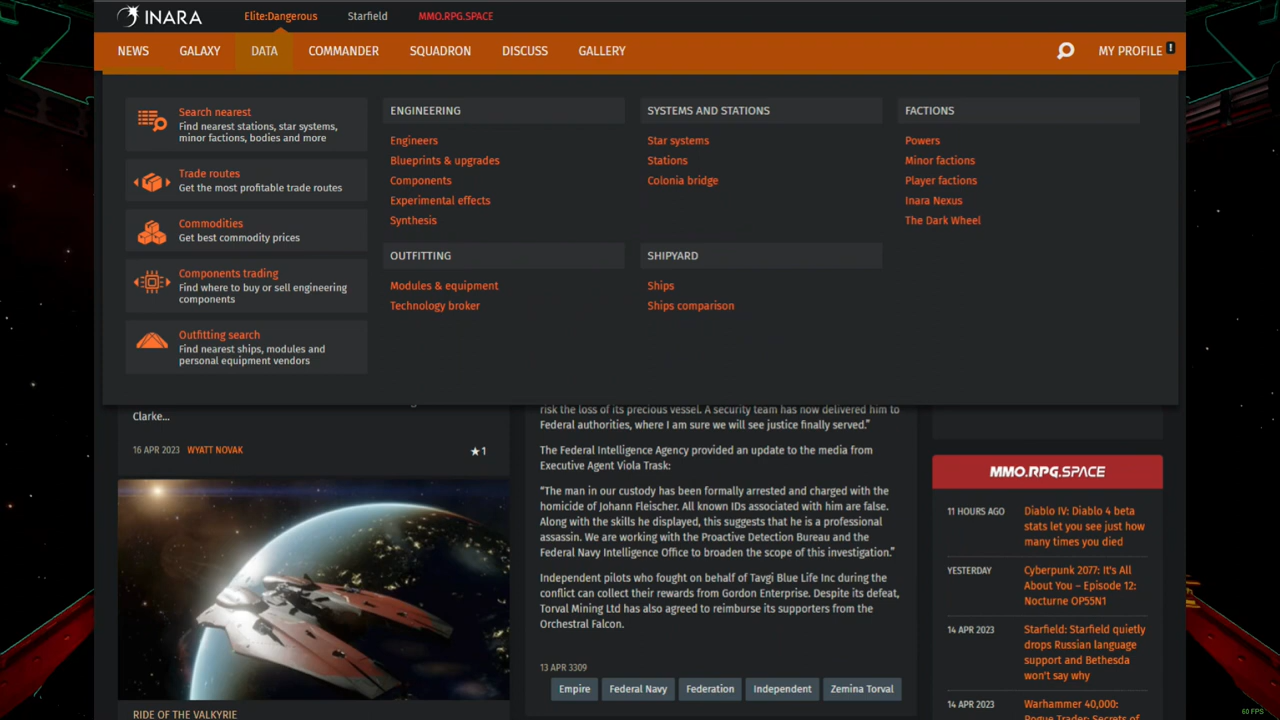 INARA
Elite:Dangerous
Starfield
MMO.RPG.SPACE
NEWS
GALAXY
DATA
COMMANDER
SQUADRON
DISCUSS
GALLERY
MY PROFILE
!
Search nearest
Find nearest stations, star systems,
minor factions, bodies and more
Trade routes
Get the most profitable trade routes
Commodities
Get best commodity prices
Components trading
Find where to buy or sell engineering
components
Outfitting search
Find nearest ships, modules and
personal equipment vendors
ENGINEERING
Engineers
Blueprints & upgrades
Components
Experimental effects
Synthesis
OUTFITTING
Modules & equipment
Technology broker
SYSTEMS AND STATIONS
Star systems
Stations
Colonia bridge
SHIPYARD
Ships
Ships comparison
FACTIONS
Powers
Minor factions
Player factions
Inara Nexus
The Dark Wheel
Clarke...
16 APR 2023 WYATT NOVAK
★1
RIDE OF THE VALKYRIE
risk the loss of its precious vessel. A security team has now delivered him to
Federal authorities, where I am sure we will see justice finally served.”
The Federal Intelligence Agency provided an update to the media from
Executive Agent Viola Trask:
“The man in our custody has been formally arrested and charged with the
homicide of Johann Fleischer. All known IDs associated with him are false.
Along with the skills he displayed, this suggests that he is a professional
assassin. We are working with the Proactive Detection Bureau and the
Federal Navy Intelligence Office to broaden the scope of this investigation.”
Independent pilots who fought on behalf of Tavgi Blue Life Inc during the
conflict can collect their rewards from Gordon Enterprise. Despite its defeat,
Torval Mining Ltd has also agreed to reimburse its supporters from the
Orchestral Falcon.
13 APR 3309
Empire
Federal Navy
Federation
Independent
Zemina Torval
MMO.RPG.SPACE
11 HOURS AGO
Diablo IV: Diablo 4 beta
stats let you see just how
many times you died
YESTERDAY
Cyberpunk 2077: It's All
About You – Episode 12:
Nocturne OP55N1
14 APR 2023
Starfield: Starfield quietly
drops Russian language
support and Bethesda
won't say why
14 APR 2023
Warhammer 40,000:
Rogue Trader: Secrets of
60 FPS